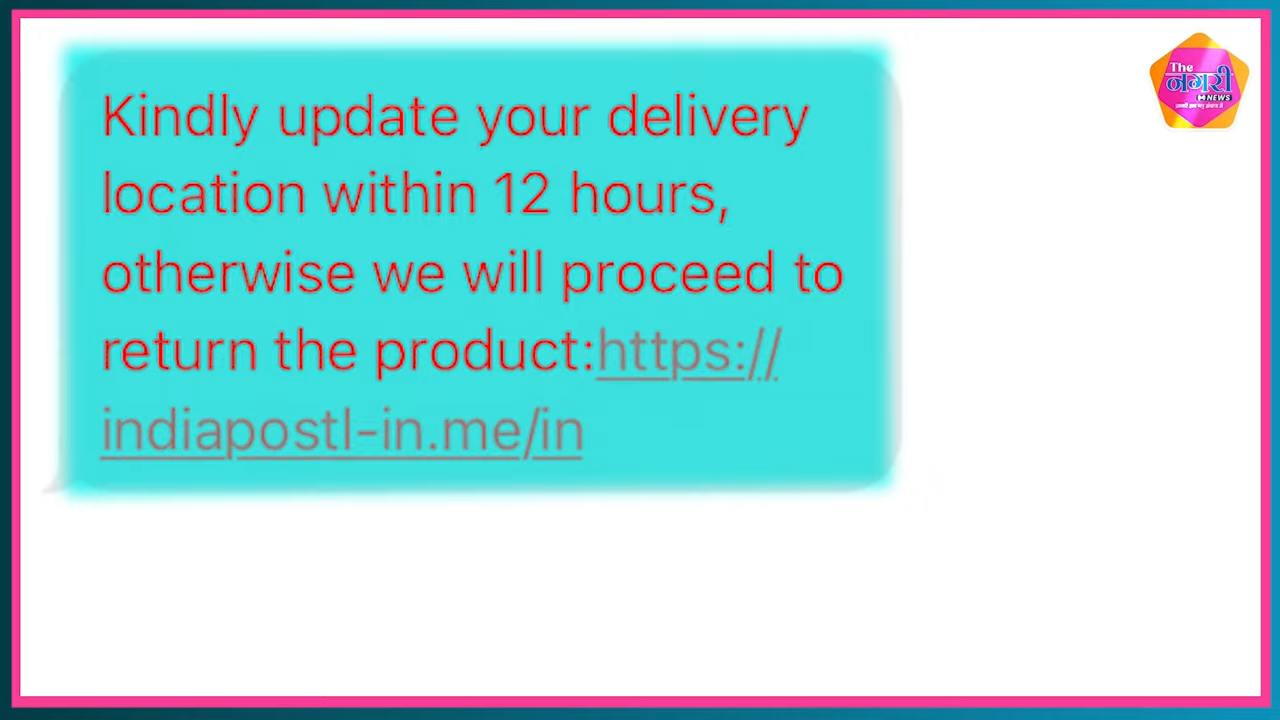 Kindly update your delivery
location within 12 hours,
otherwise we will proceed to
return the product:https://
indiapostl-in.me/in
The
नगरी
NEWS